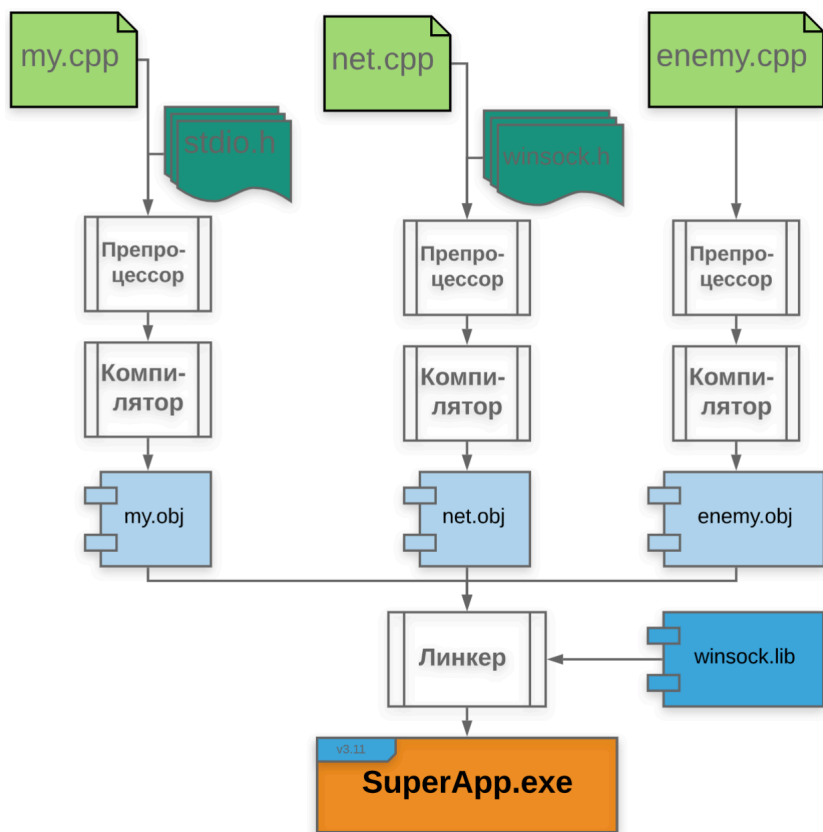 my.cpp
net.cpp
enemy.cpp
stdio.h
winsock.h
Препро-
цессор
Препро-
цессор
Препро-
цессор
Компи-
лятор
Компи-
лятор
Компи-
лятор
my.obj
net.obj
enemy.obj
Линкер
winsock.lib
v3.11
SuperApp.exe